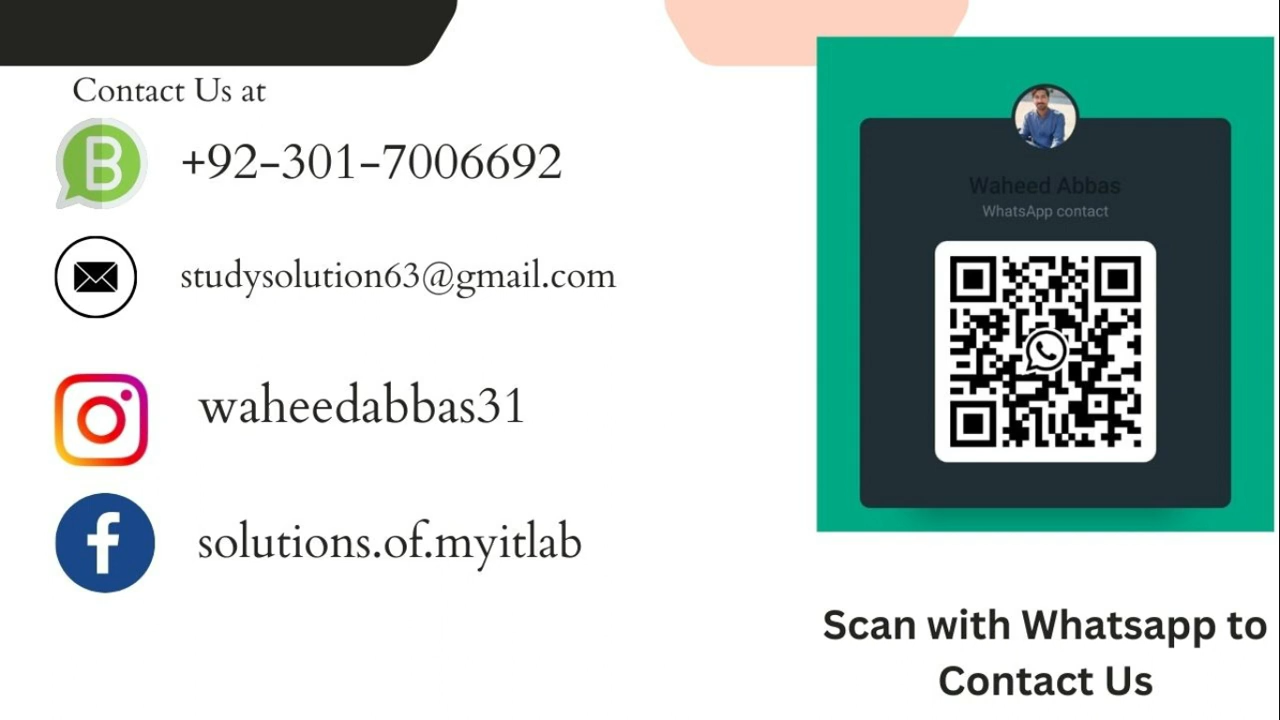 Contact Us at
B
+92-301-7006692
studysolution63@gmail.com
waheedabbas31
f
solutions.of.myitlab
Waheed Abbas
WhatsApp contact
Scan with Whatsapp to
Contact Us